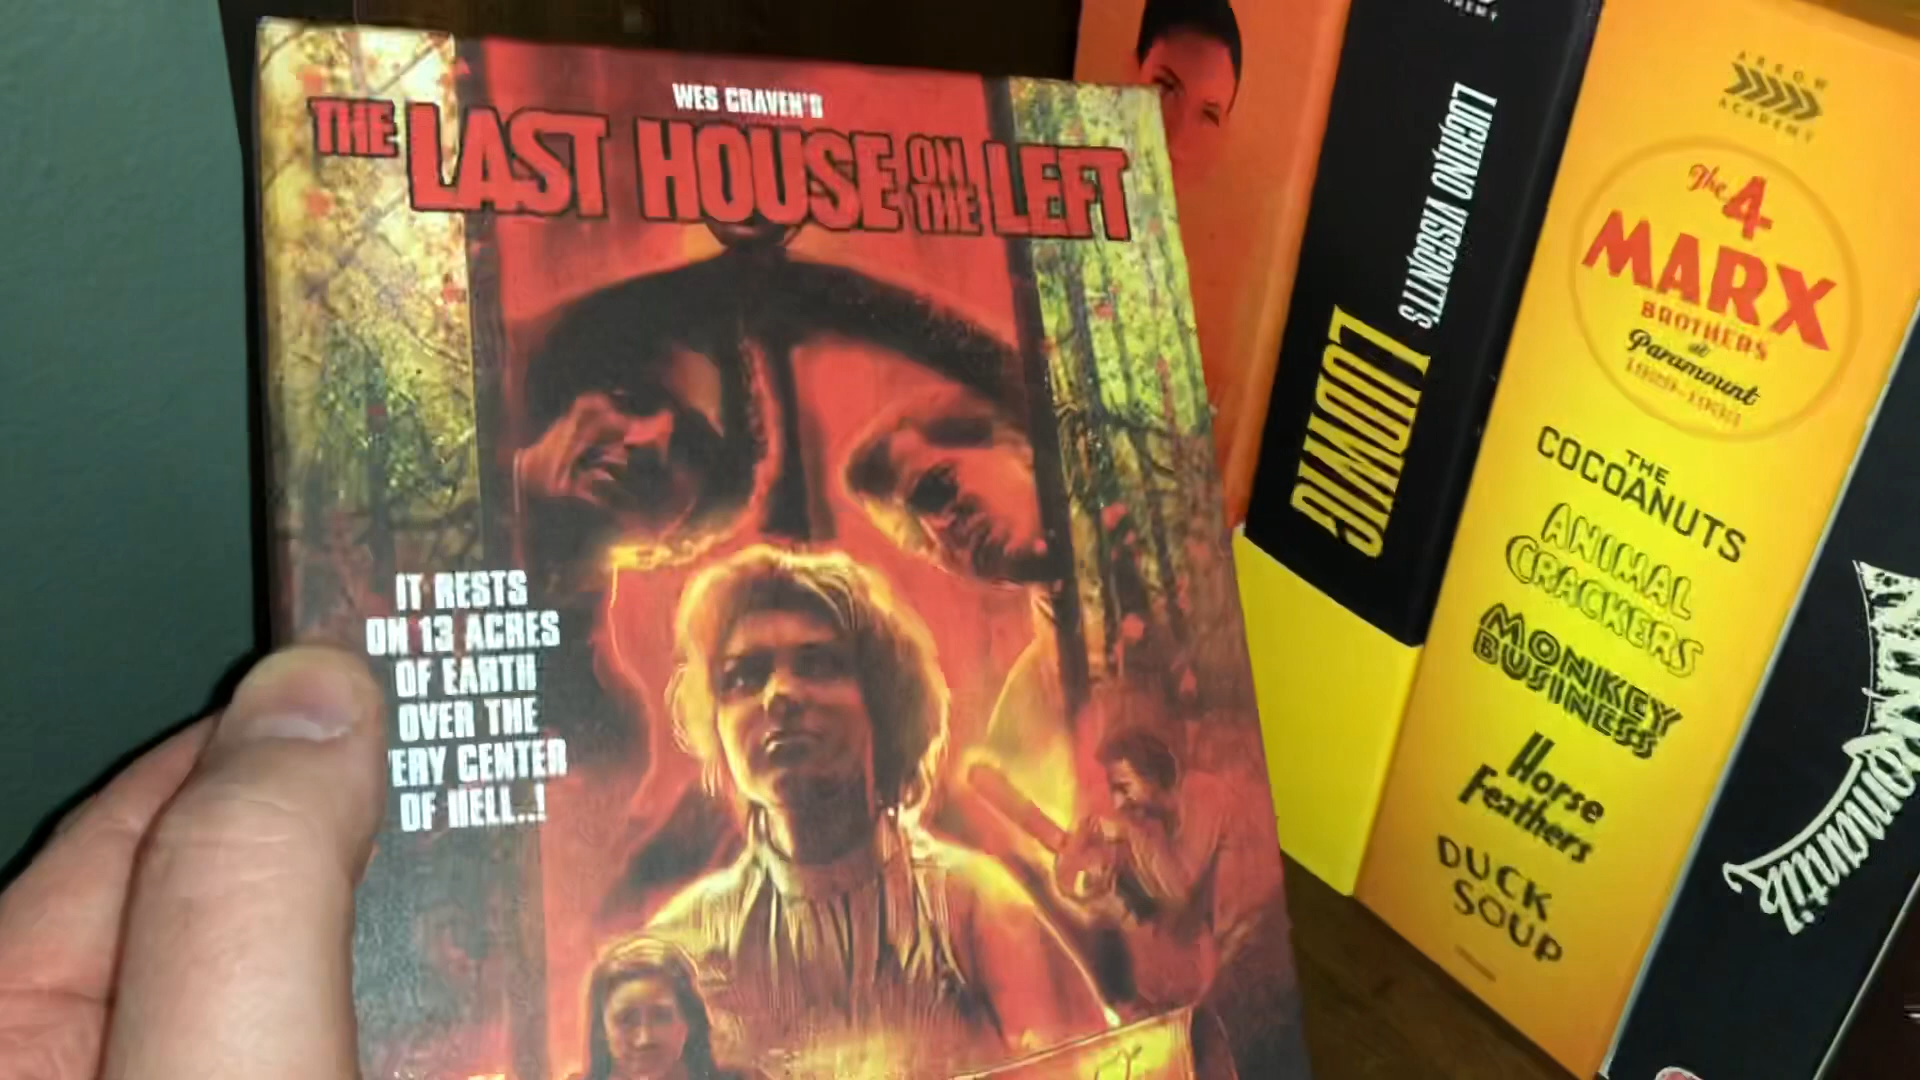 WES CRAVEN'S
THE LAST HOUSE ON THE LEFT
IT RESTS
ON 13 ACRES
OF EARTH
OVER THE
ERY CENTER
OF HELL..!
LUCHINO VISCONTI'S
LUDWIG
ARROW
ACADEMY
The 4
MARX
BROTHERS
at
Paramount
1929-1933
THE
COCOANUTS
ANIMAL
CRACKERS
MONKEY
BUSINESS
Horse
Feathers
DUCK
SOUP